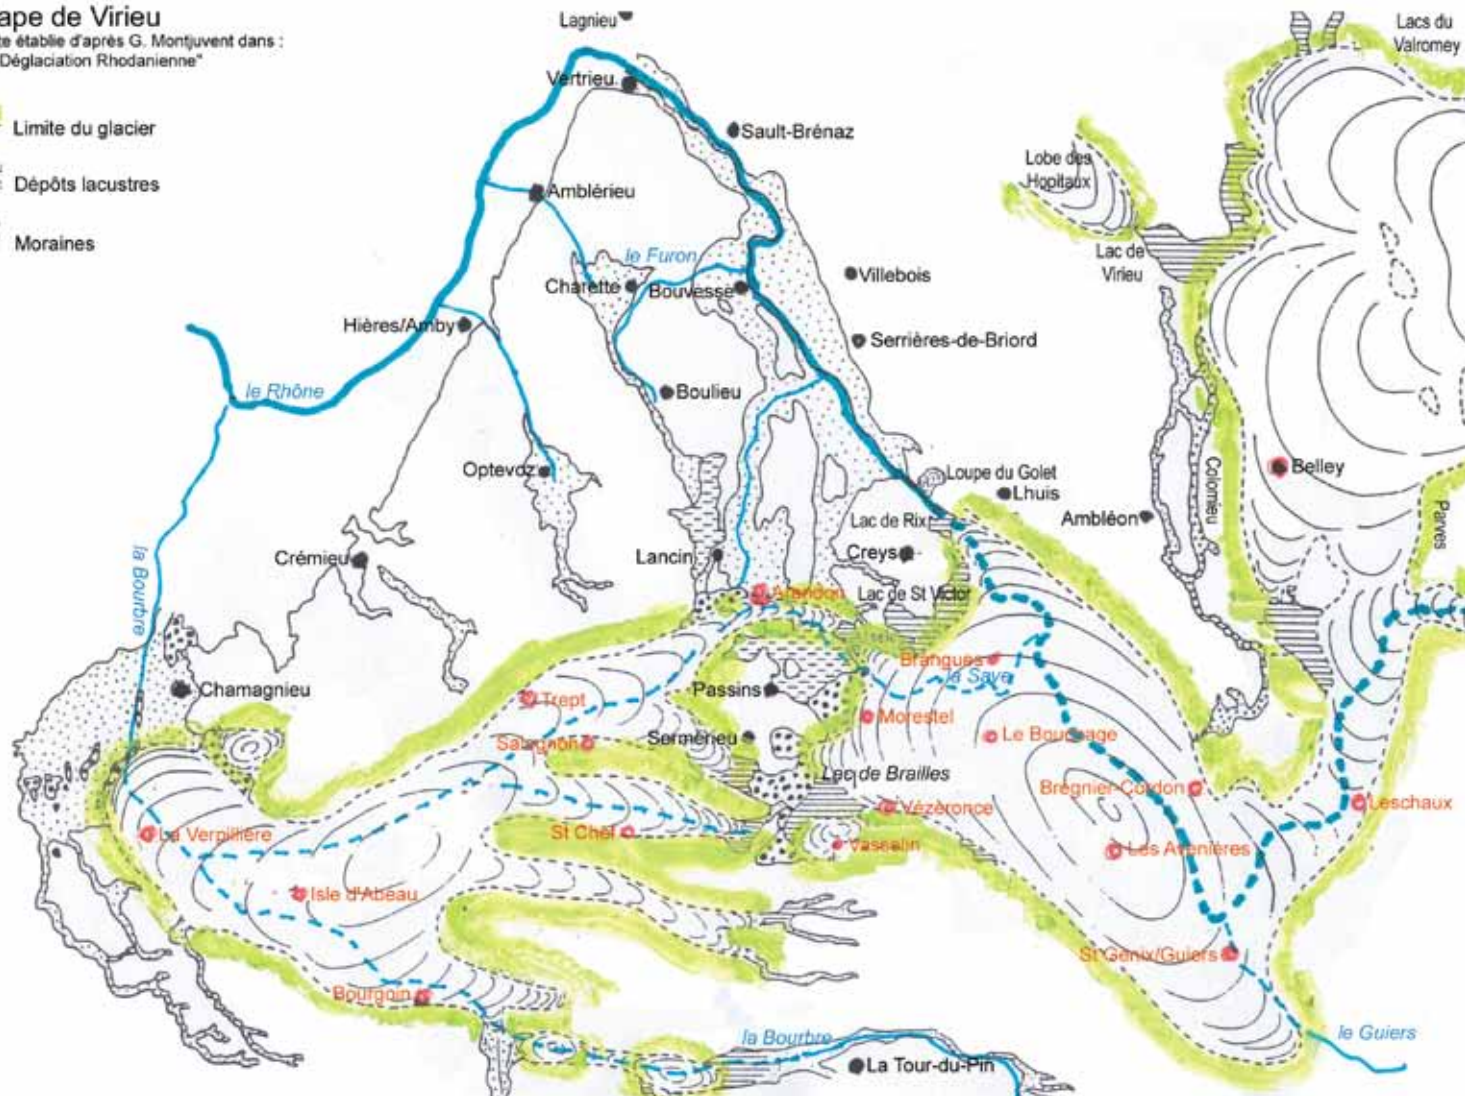 ape de Virieu
te établie d'après G. Montjuvent dans :
Déglaciation Rhodanienne"
Limite du glacier
Dépôts lacustres
Moraines
Lagnieu
Vertrieu
Sault-Brénaz
Amblérieu
le Furon
Charette
Bouvesse
Villebois
Hières/Amby
Serrières-de-Briord
le Rhône
Boulieu
Optevoz
Loupe du Golet
Lhuis
Lac de Rix
Ambléon
Colomieu
Belley
Parves
Lacs du
Valromey
Lobe des
Hopitaux
Lac de
Virieu
Crémieu
Lancin
Creys
la Bourbre
Arandon
Lac de St Victor
Brangues
la Save
Chamagnieu
Trept
Passins
Morestel
Salagnon
Sermérieu
Le Bouchage
Lac de Brailles
Brégnier-Cordon
Leschaux
Vézéronce
La Verpillière
St Chef
Vasselin
Les Avenières
Isle d'Abeau
St Genix/Guiers
Bourgoin
la Bourbre
La Tour-du-Pin
le Guiers